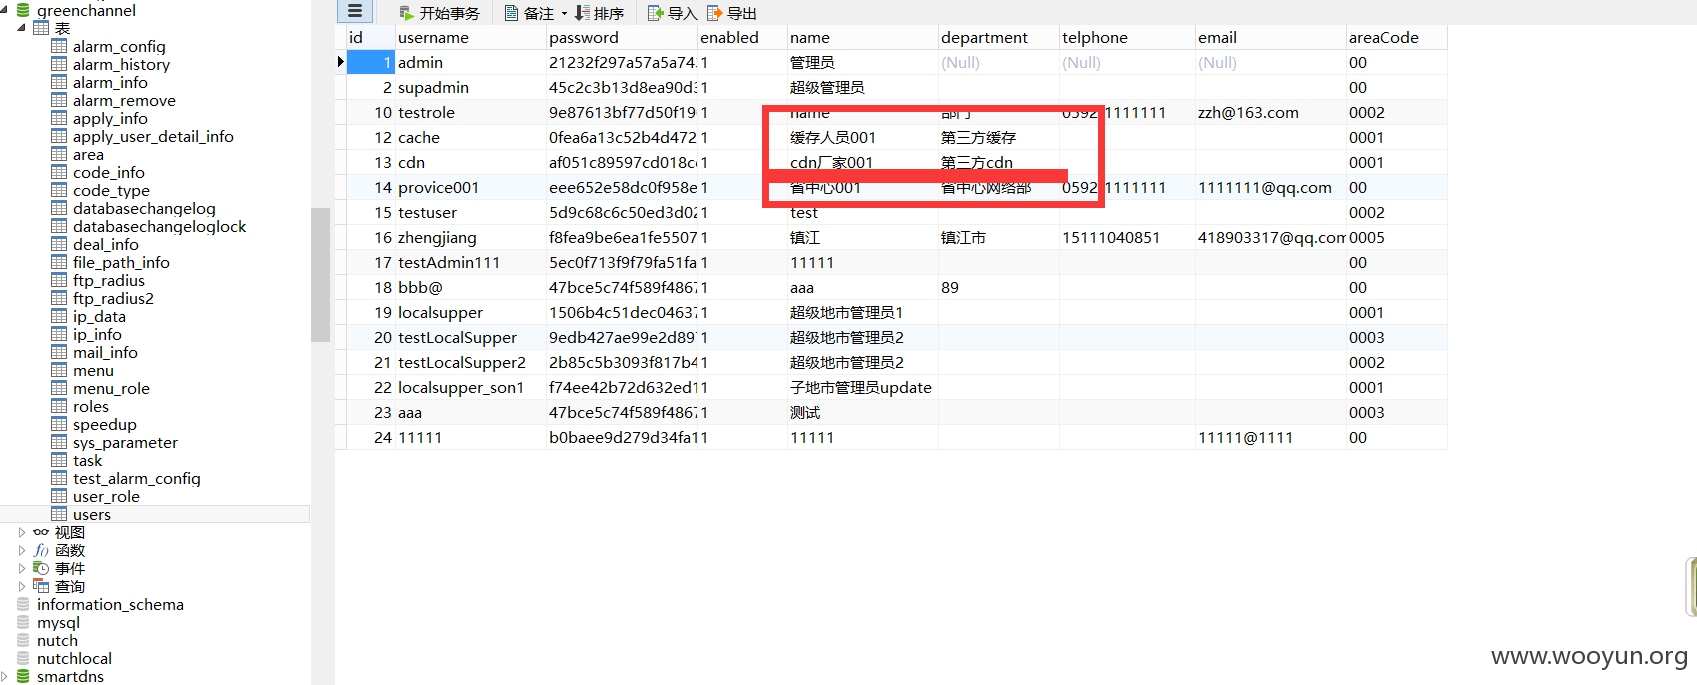 greenchannel
表
alarm_config
alarm_history
alarm_info
alarm_remove
apply_info
apply_user_detail_info
area
code_info
code_type
databasechangelog
databasechangeloglock
deal_info
file_path_info
ftp_radius
ftp_radius2
ip_data
ip_info
mail_info
menu
menu_role
roles
speedup
sys_parameter
task
test_alarm_config
user_role
users
视图
函数
事件
查询
information_schema
mysql
nutch
nutchlocal
smartdns
开始事务 备注 排序 导入 导出
id username password enabled name department telphone email areaCode
1 admin 21232f297a57a5a74 1 管理员 (Null) (Null) (Null) 00
2 supadmin 45c2c3b13d8ea90d 1 超级管理员 00
10 testrole 9e87613bf77d50f19 1 name 部门 0592 1111111 zzh@163.com 0002
12 cache 0fea6a13c52b4d472 1 缓存人员001 第三方缓存 0001
13 cdn af051c89597cd018c 1 cdn厂家001 第三方cdn 0001
14 provice001 eee652e58dc0f958e 1 省中心001 省中心网络部 0592 1111111 1111111@qq.com 00
15 testuser 5d9c68c6c50ed3d02 1 test 0002
16 zhengjiang f8fea9be6ea1fe5507 1 镇江 镇江市 15111040851 418903317@qq.com 0005
17 testAdmin111 5ec0f713f9f79fa51fa 1 11111 00
18 bbb@ 47bce5c74f589f4867 1 aaa 89 00
19 localsupper 1506b4c51dec04637 1 超级地市管理员1 0001
20 testLocalSupper 9edb427ae99e2d897 1 超级地市管理员2 0003
21 testLocalSupper2 2b85c5b3093f817b4 1 超级地市管理员2 0002
22 localsupper_son1 f74ee42b72d632ed1 1 子地市管理员update 0001
23 aaa 47bce5c74f589f4867 1 测试 0003
24 11111 b0baee9d279d34fa1 1 11111 11111@1111 00
www.wooyun.org